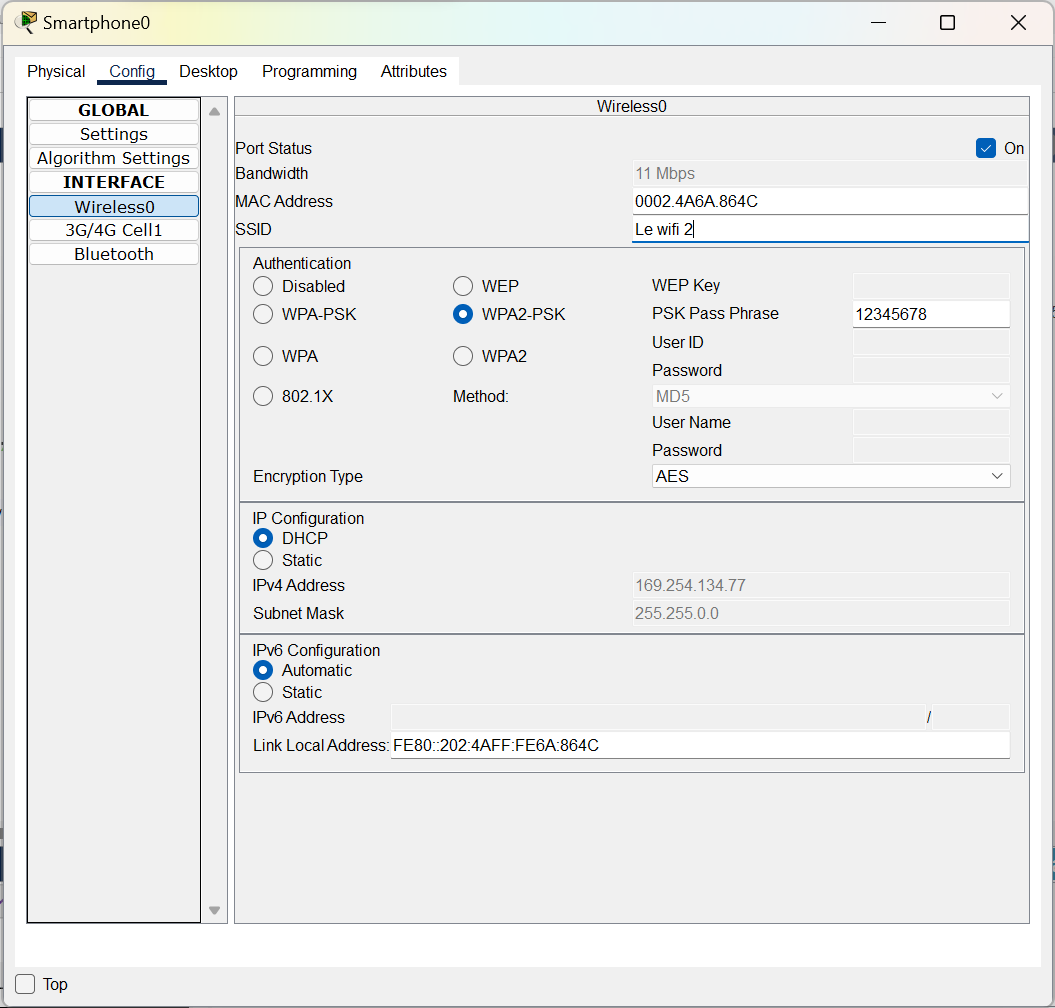 Smartphone0
Physical Config Desktop Programming Attributes
GLOBAL
Settings
Algorithm Settings
INTERFACE
Wireless0
3G/4G Cell1
Bluetooth
Wireless0
Port Status On
Bandwidth 11 Mbps
MAC Address 0002.4A6A.864C
SSID Le wifi 2
Authentication
Disabled WEP WEP Key
WPA-PSK WPA2-PSK PSK Pass Phrase 12345678
User ID
WPA WPA2
Password
802.1X Method: MD5
User Name
Password
Encryption Type AES
IP Configuration
DHCP
Static
IPv4 Address 169.254.134.77
Subnet Mask 255.255.0.0
IPv6 Configuration
Automatic
Static
IPv6 Address /
Link Local Address: FE80::202:4AFF:FE6A:864C
Top